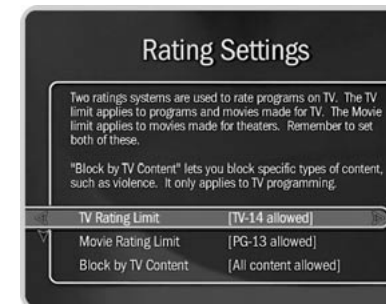 Rating Settings
Two ratings systems are used to rate programs on TV. The TV
limit applies to programs and movies made for TV. The Movie
limit applies to movies made for theaters. Remember to set
both of these.
"Block by TV Content" lets you block specific types of content,
such as violence. It only applies to TV programming.
TV Rating Limit [TV-14 allowed]
Movie Rating Limit [PG-13 allowed]
Block by TV Content [All content allowed]